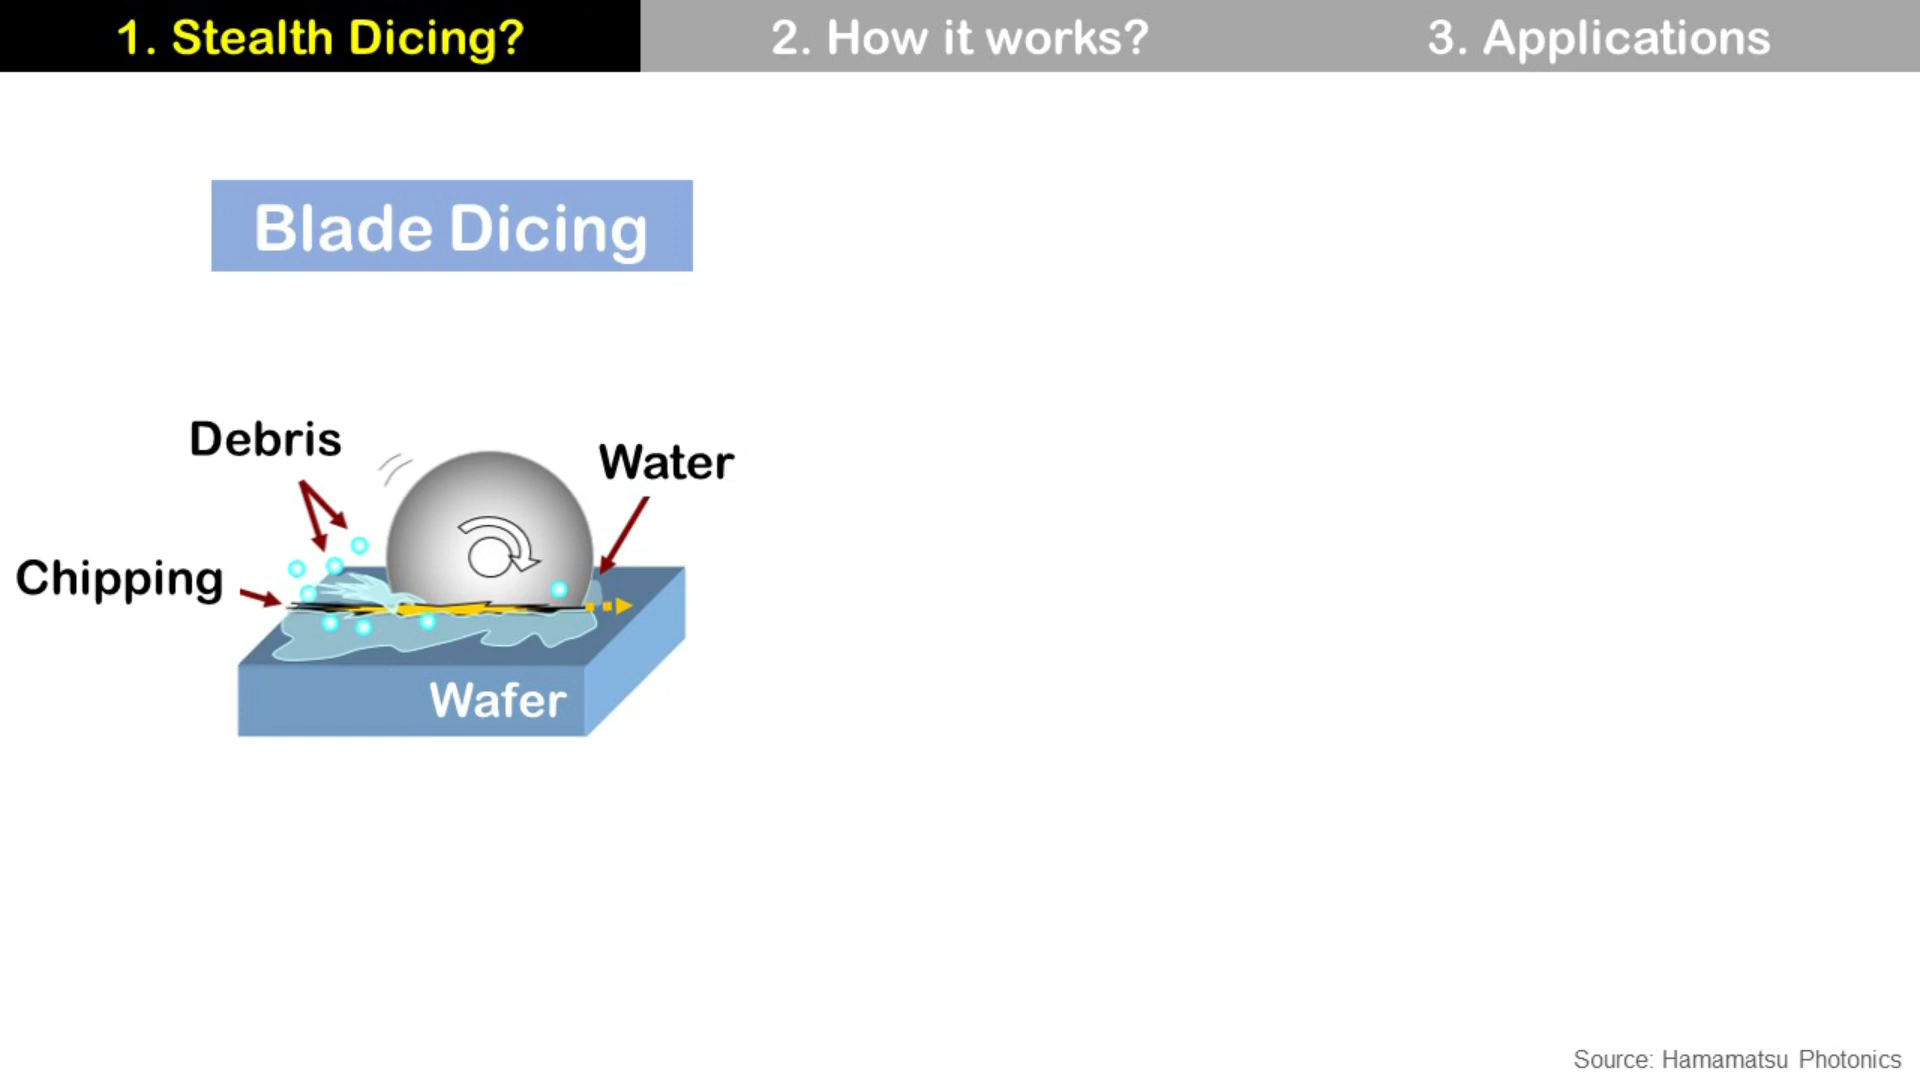 1. Stealth Dicing?
2. How it works?
3. Applications
Blade Dicing
Debris
Water
Chipping
Wafer
Source: Hamamatsu Photonics